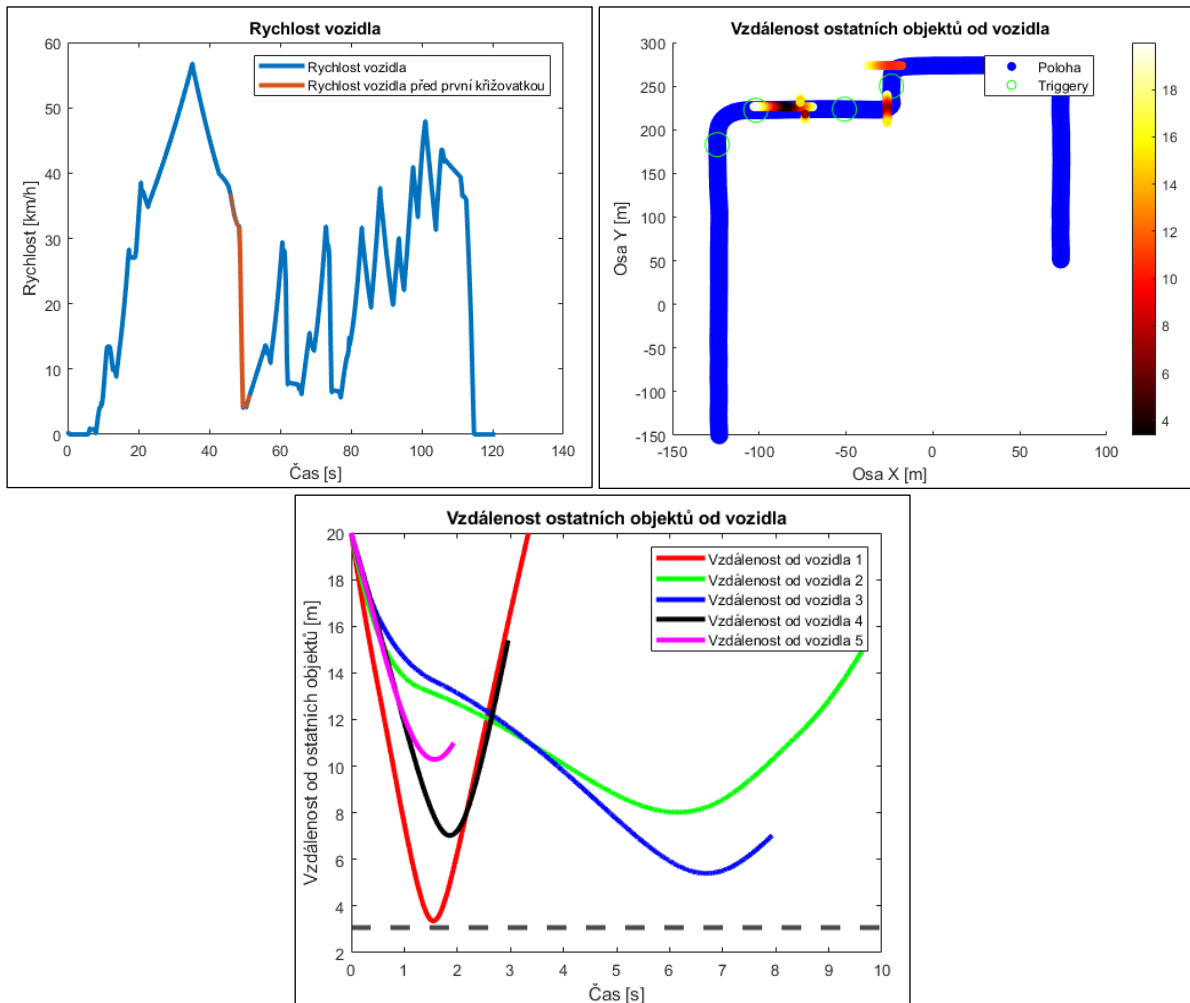 Rychlost vozidla
60
50
40
30
20
10
0
Rychlost [km/h]
Rychlost vozidla
Rychlost vozidla před první křižovatkou
0 20 40 60 80 100 120 140
Čas [s]
Vzdálenost ostatních objektů od vozidla
300
250
200
150
100
50
0
-50
-100
-150
Osa Y [m]
Poloha
Triggery
-150 -100 -50 0 50 100
Osa X [m]
18
16
14
12
10
8
6
4
Vzdálenost ostatních objektů od vozidla
20
18
16
14
12
10
8
6
4
2
Vzdálenost od ostatních objektů [m]
Vzdálenost od vozidla 1
Vzdálenost od vozidla 2
Vzdálenost od vozidla 3
Vzdálenost od vozidla 4
Vzdálenost od vozidla 5
0 1 2 3 4 5 6 7 8 9 10
Čas [s]